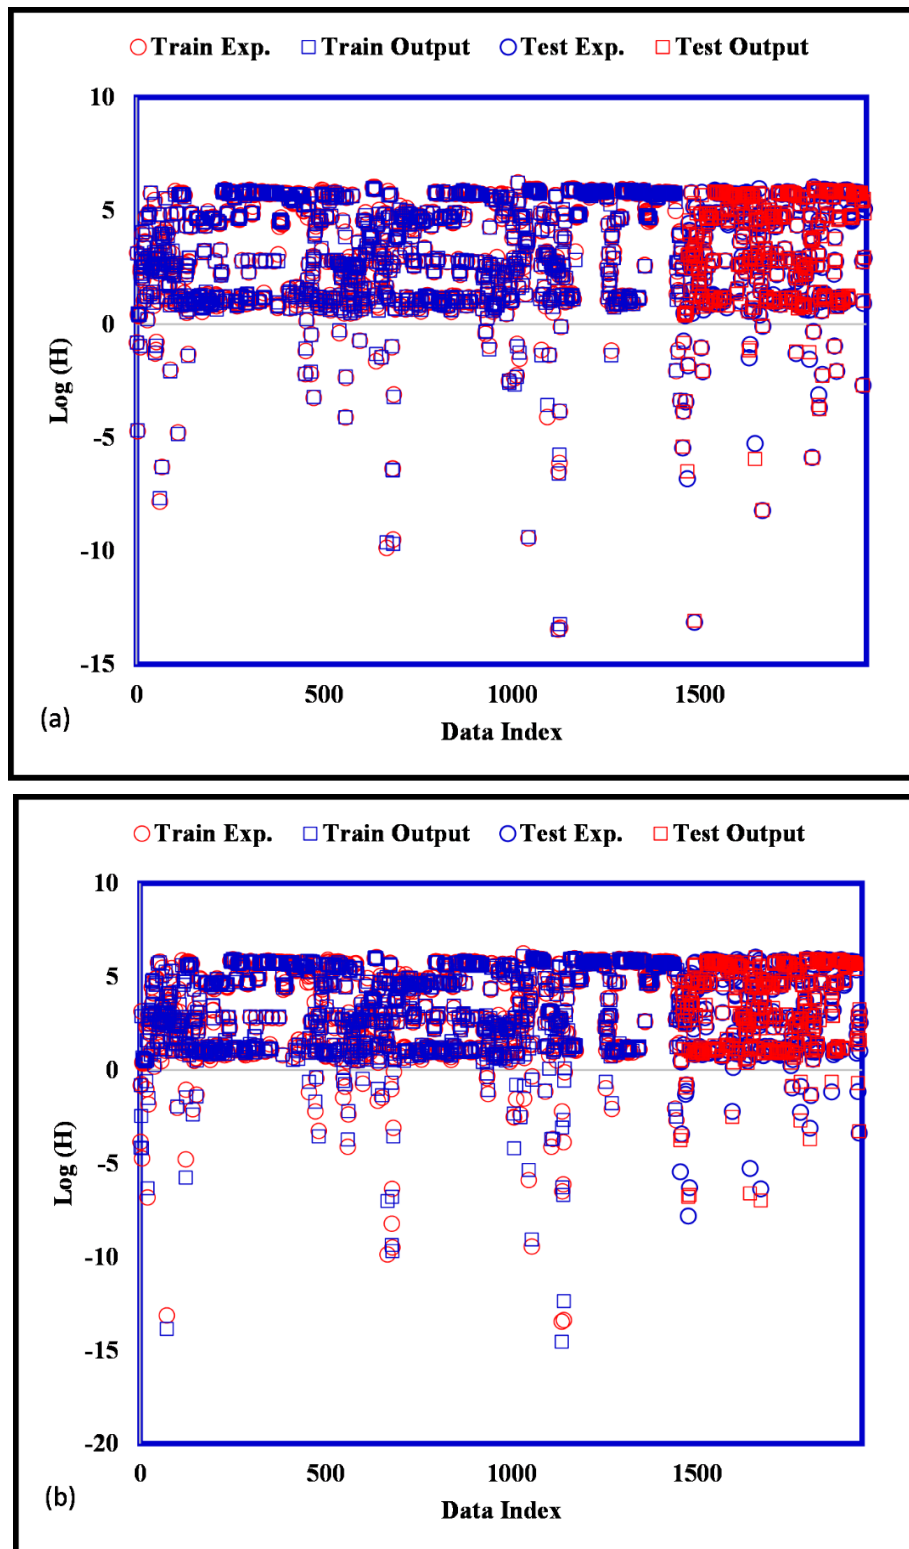 Train Exp. Train Output Test Exp. Test Output
10
5
0
-5
-10
-15
Log (H)
0 500 1000 1500
Data Index
(a)
Train Exp. Train Output Test Exp. Test Output
10
5
0
-5
-10
-15
-20
Log (H)
0 500 1000 1500
Data Index
(b)